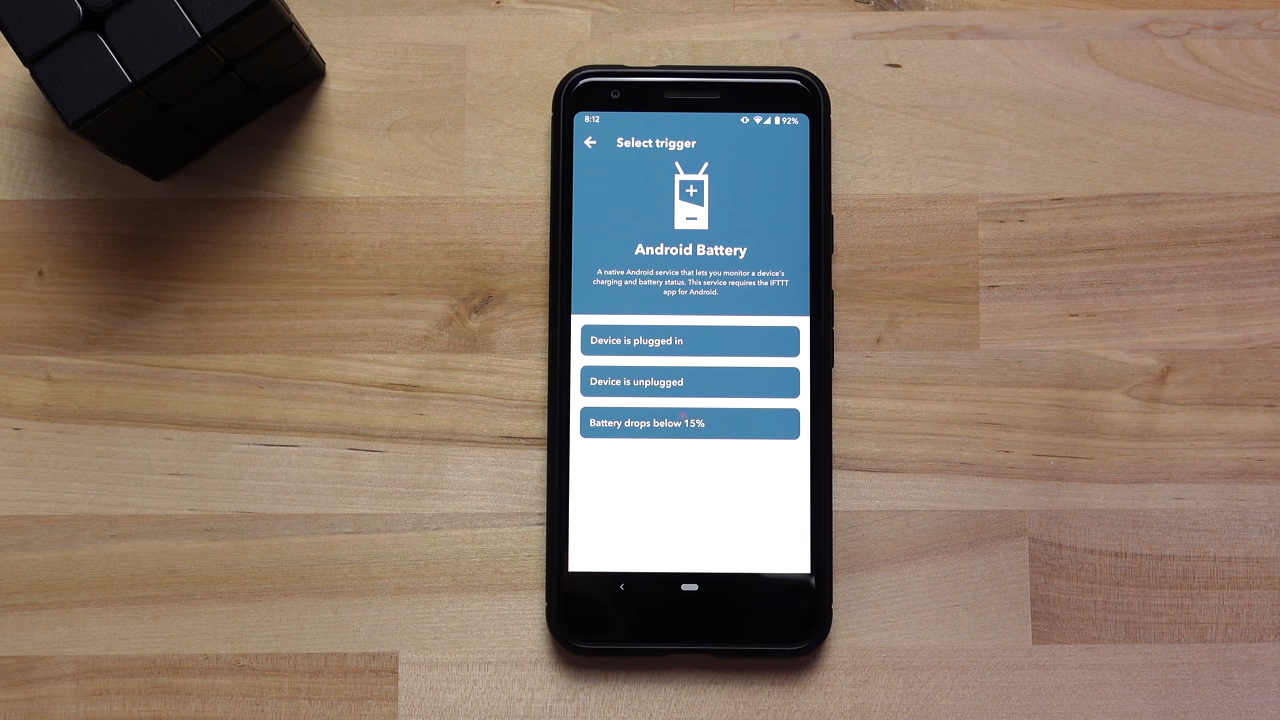 8:12 92%
Select trigger
Android Battery
A native Android service that lets you monitor a device's
charging and battery status. This service requires the IFTTT
app for Android.
Device is plugged in
Device is unplugged
Battery drops below 15%